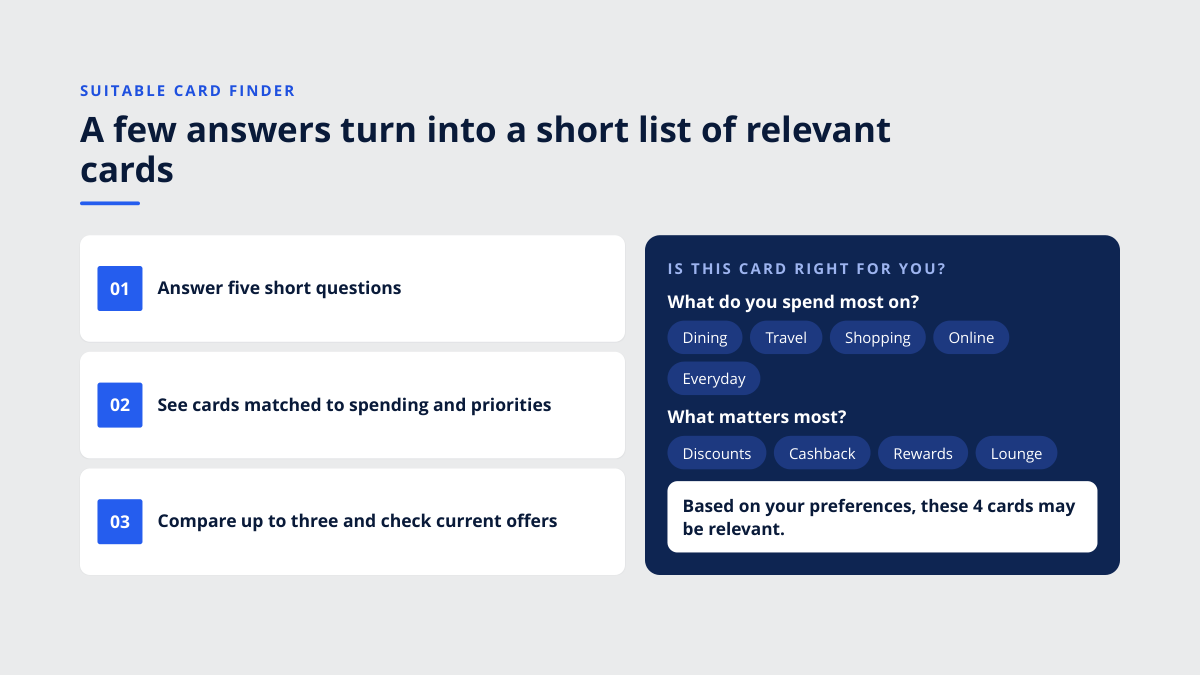 SUITABLE CARD FINDER
A few answers turn into a short list of relevant
cards
01 Answer five short questions
02 See cards matched to spending and priorities
03 Compare up to three and check current offers
IS THIS CARD RIGHT FOR YOU?
What do you spend most on?
Dining Travel Shopping Online
Everyday
What matters most?
Discounts Cashback Rewards Lounge
Based on your preferences, these 4 cards may
be relevant.